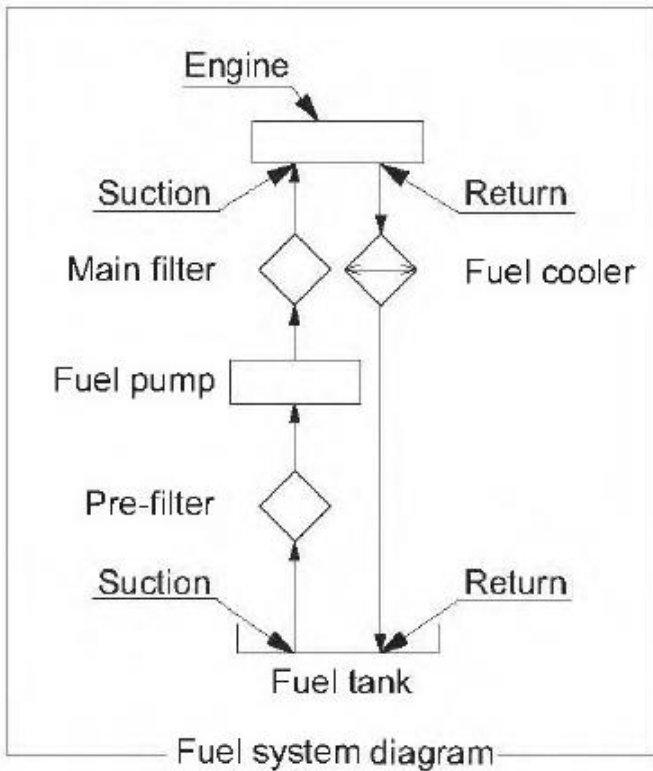 Engine
Suction
Return
Main filter
Fuel cooler
Fuel pump
Pre-filter
Suction
Return
Fuel tank
Fuel system diagram